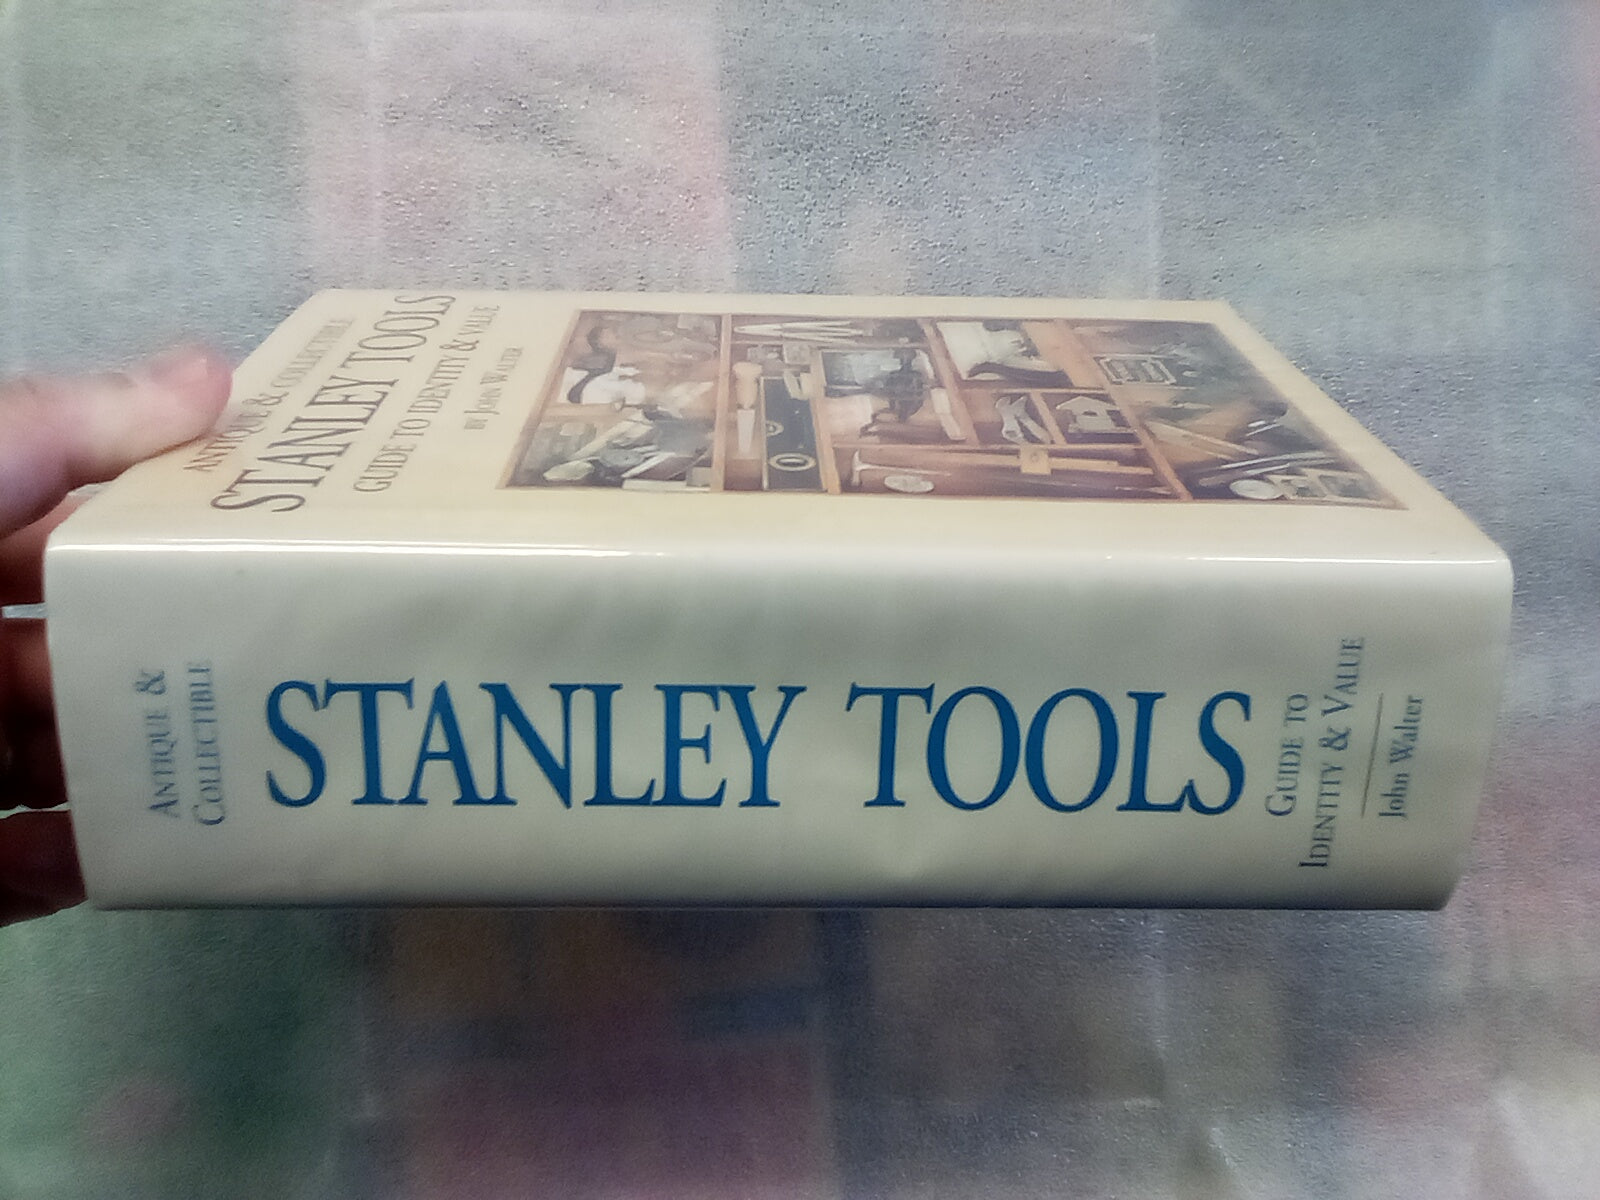 ANTIQUE & COLLECTIBLE
STANLEY TOOLS
GUIDE TO IDENTITY & VALUE
BY JOHN WALTER
ANTIQUE &
COLLECTIBLE
STANLEY TOOLS
GUIDE TO
IDENTITY & VALUE
John Walter